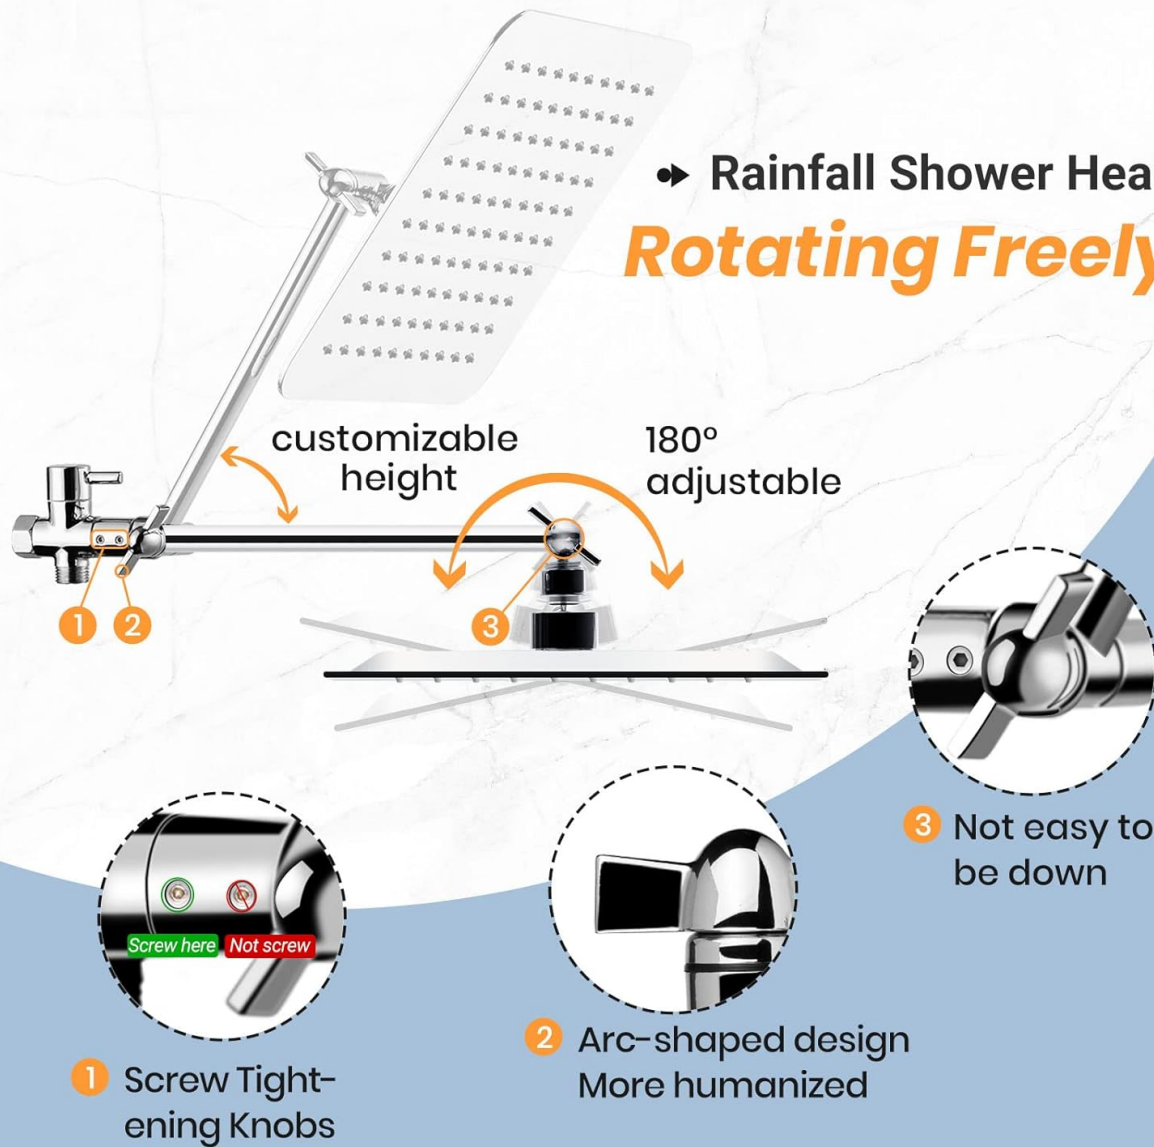 Rainfall Shower Hea
Rotating Freely
customizable
height
180°
adjustable
1
2
3
3 Not easy to
be down
Screw here
Not screw
2 Arc-shaped design
More humanized
1 Screw Tight-
ening Knobs